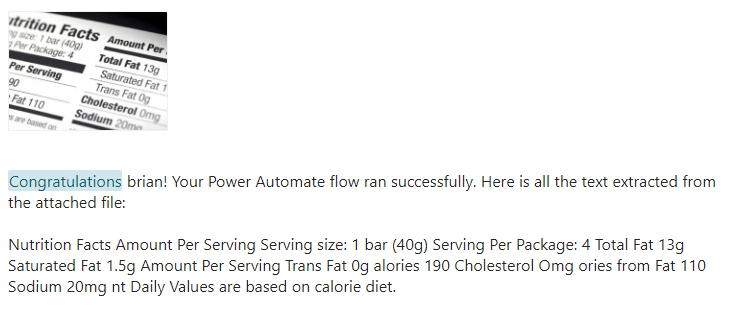 utrition Facts
ng size: 1 bar (40g)
Per Package: 4
Amount Per
Per Serving
Total Fat 13g
90
Saturated Fat 1
Fat 110
Trans Fat 0g
s are based on
Cholesterol 0mg
Sodium 20mg
Congratulations brian! Your Power Automate flow ran successfully. Here is all the text extracted from
the attached file:
Nutrition Facts Amount Per Serving Serving size: 1 bar (40g) Serving Per Package: 4 Total Fat 13g
Saturated Fat 1.5g Amount Per Serving Trans Fat 0g alories 190 Cholesterol Omg ories from Fat 110
Sodium 20mg nt Daily Values are based on calorie diet.